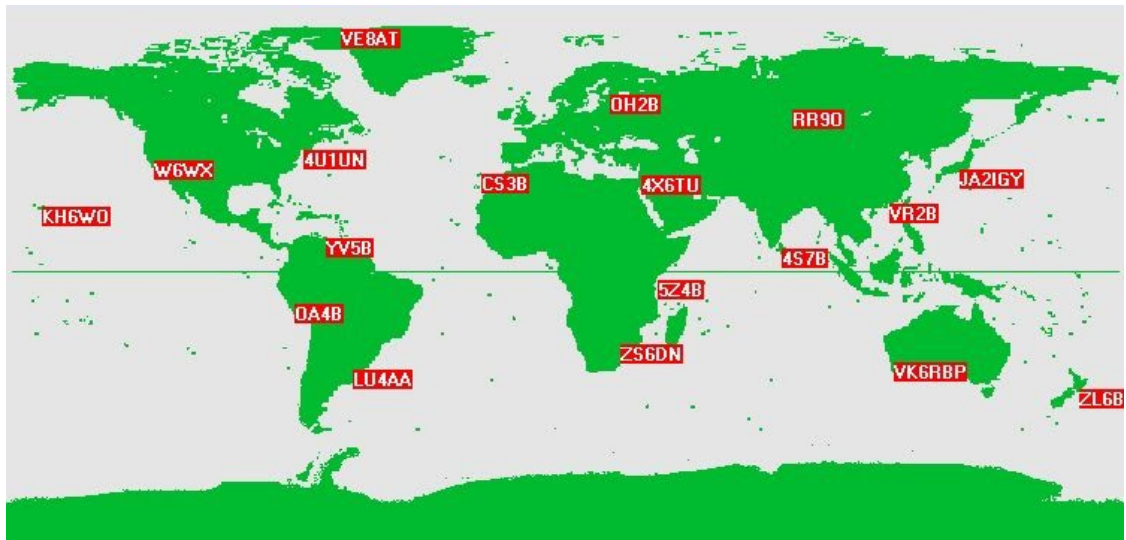 VE8AT
OH2B
RR9O
4U1UN
W6WX
CS3B
4X6TU
JA2IGY
KH6WO
VR2B
YV5B
4S7B
5Z4B
OA4B
ZS6DN
LU4AA
VK6RBP
ZL6B